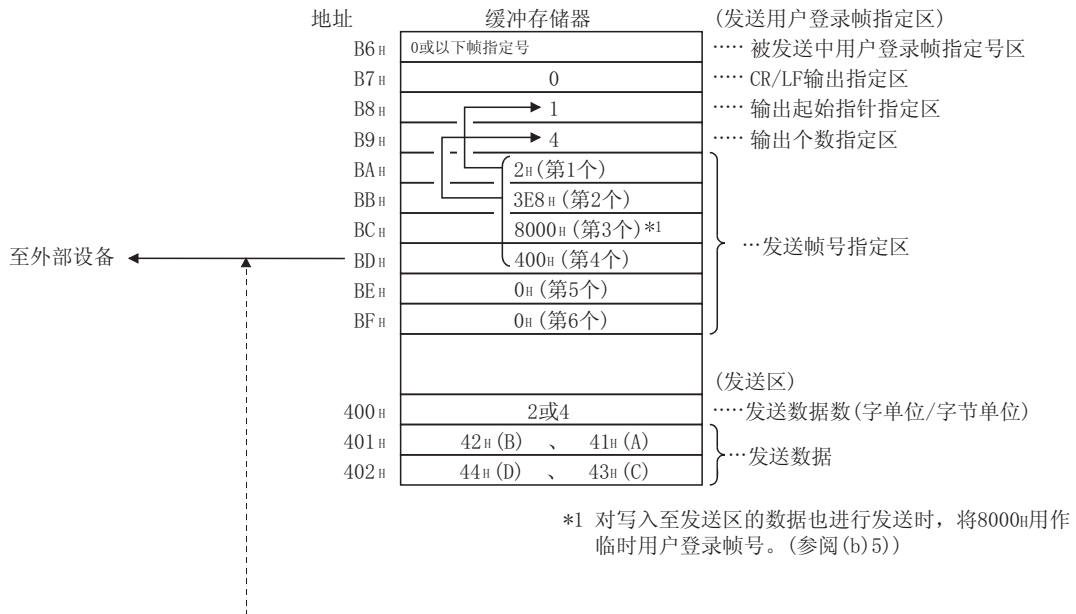 地址 缓冲存储器 (发送用户登录帧指定区)
B6H 0或以下帧指定号 ····· 被发送中用户登录帧指定号区
B7H 0 ····· CR/LF输出指定区
B8H 1 ····· 输出起始指针指定区
B9H 4 ····· 输出个数指定区
BAH 2H(第1个)
BBH 3E8H(第2个)
BCH 8000H(第3个)*1
至外部设备 BDH 400H(第4个) ···发送帧号指定区
BEH 0H(第5个)
BFH 0H(第6个)
(发送区)
400H 2或4 ·····发送数据数(字单位/字节单位)
401H 42H(B) 、 41H(A)
402H 44H(D) 、 43H(C) ···发送数据
*1 对写入至发送区的数据也进行发送时，将8000H用作
临时用户登录帧号。(参阅(b)5))